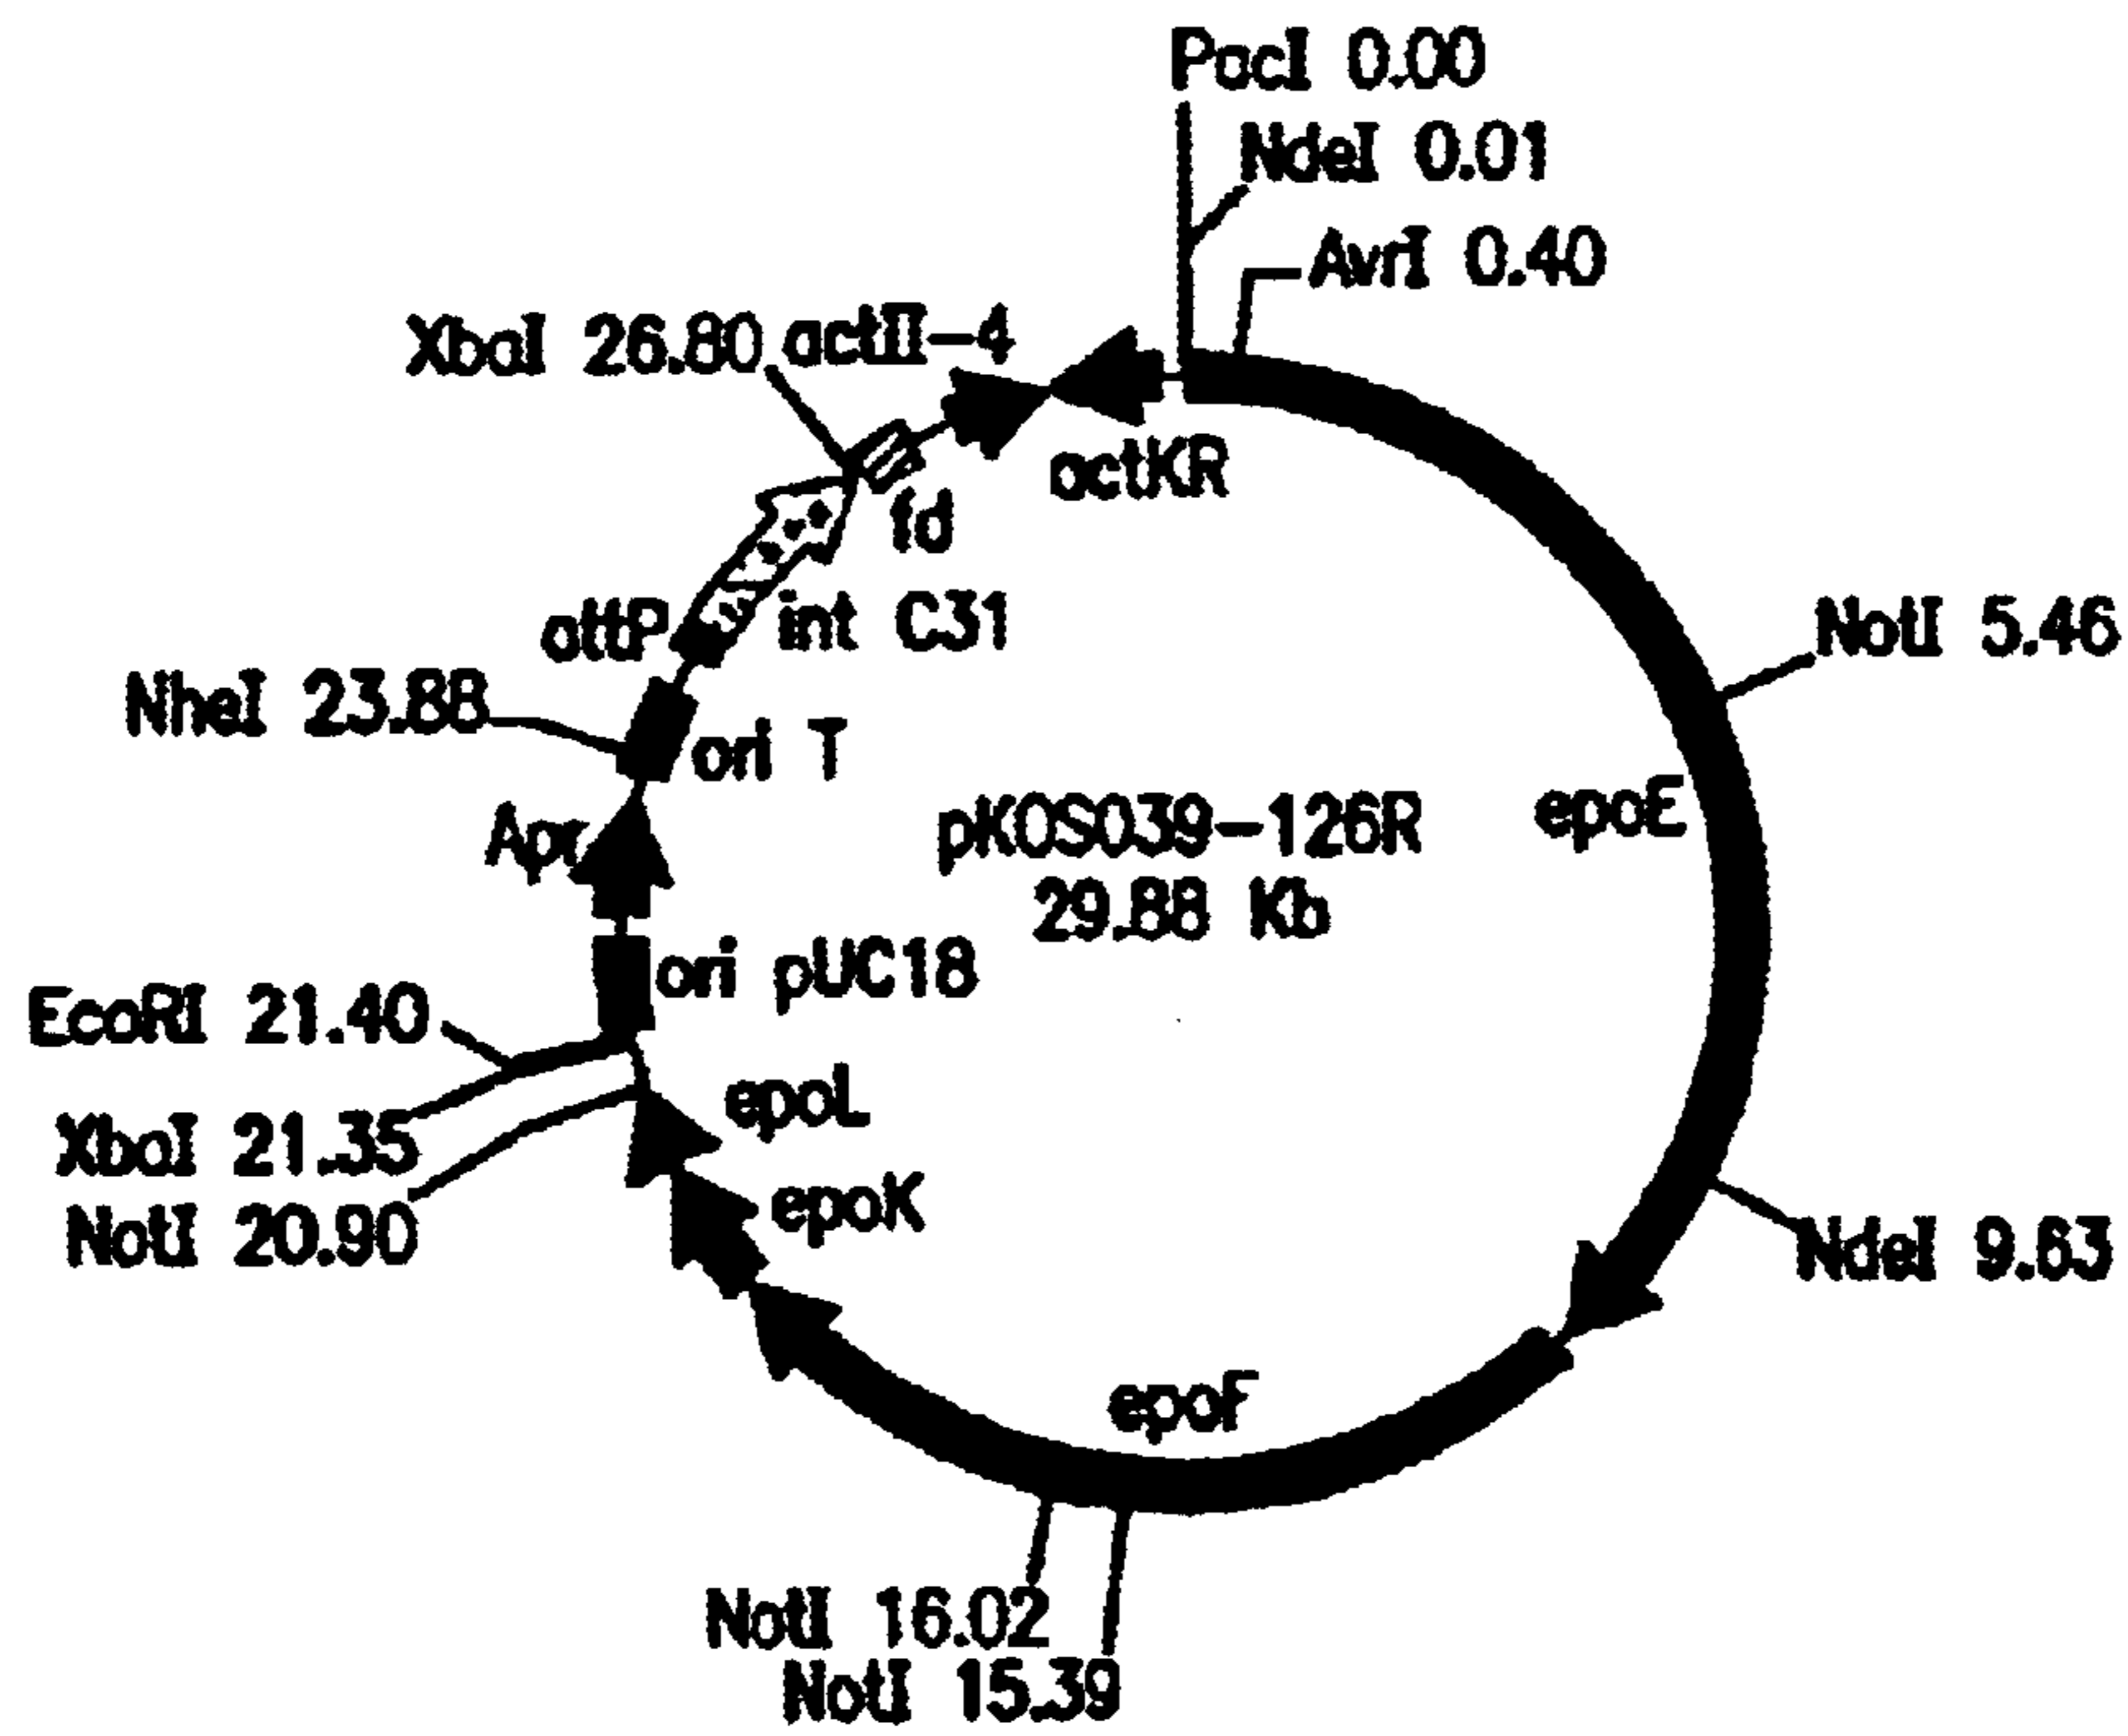 PacI 0.00
NdeI 0.01
AvrI 0.40
XbaI 26.80
actII-4
actKR
fd
attP
int C31
NotI 5.46
NheI 23.88
ori T
epoE
Apr
pKOS039-126R
29.88 Kb
ori pUC18
EcoRI 21.40
epoL
XbaI 21.35
epoK
NotI 20.90
NdeI 9.63
epoF
NotI 16.02
NotI 15.39